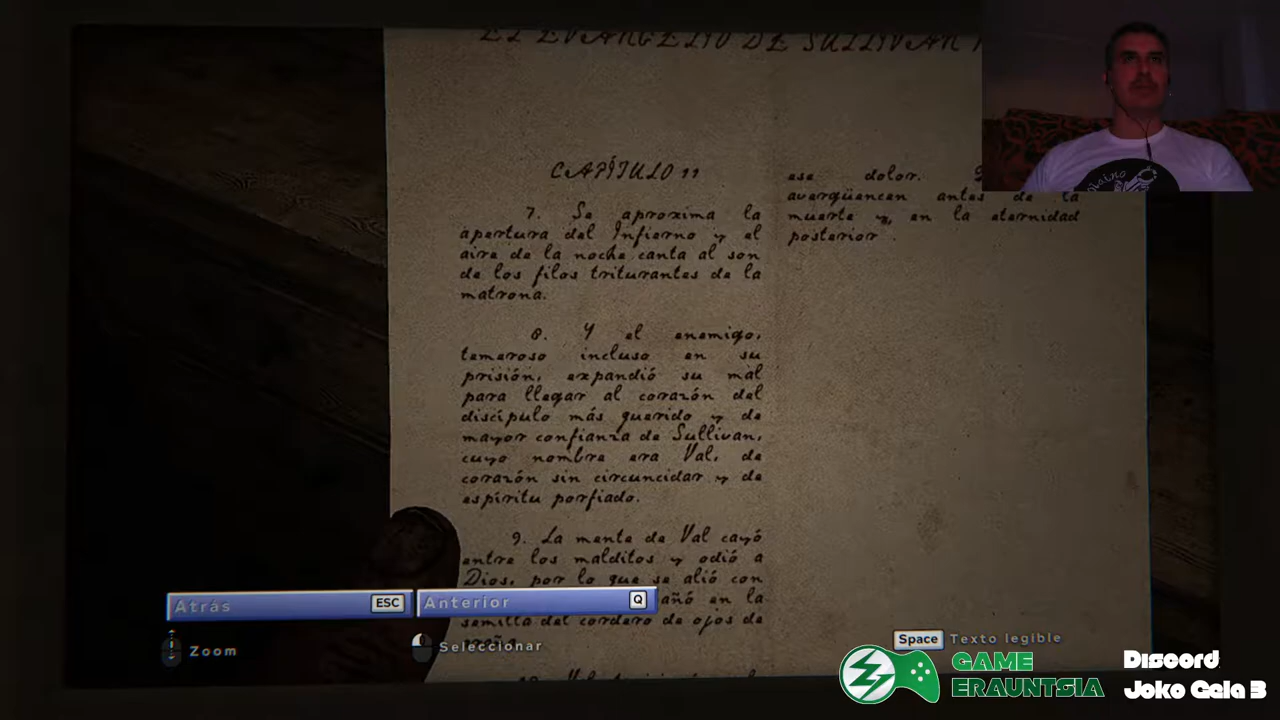 EL EVANGELIO DE SULLIVAN
CAPÍTULO 11
7. Se aproxima la
apertura del Infierno y el
aire de la noche canta al son
de los filos triturantes de la
matrona.
8. Y el enemigo,
temeroso incluso en su
prisión, expandió su mal
para llegar al corazón del
discípulo más querido y de
mayor confianza de Sullivan,
cuyo nombre era Val, de
corazón sin circuncidar y de
espíritu porfiado.
9. La mente de Val cayó
entre los malditos y odió a
Dios, por lo que se alió con
en la
semilla del cordero de ojos de
ese dolor.
avergüencen antes de la
muerte y, en la eternidad
posterior.
Atrás ESC
Anterior Q
Zoom
Seleccionar
Space Texto legible
GAME
ERAUNTSIA
Discord
Joko Gela 3